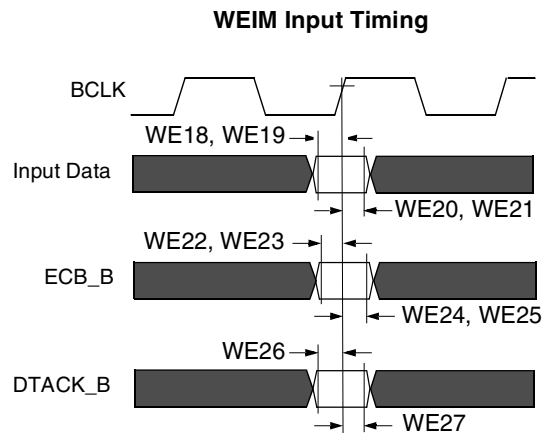 WEIM Input Timing
BCLK
WE18, WE19
Input Data
WE20, WE21
WE22, WE23
ECB_B
WE24, WE25
WE26
DTACK_B
WE27